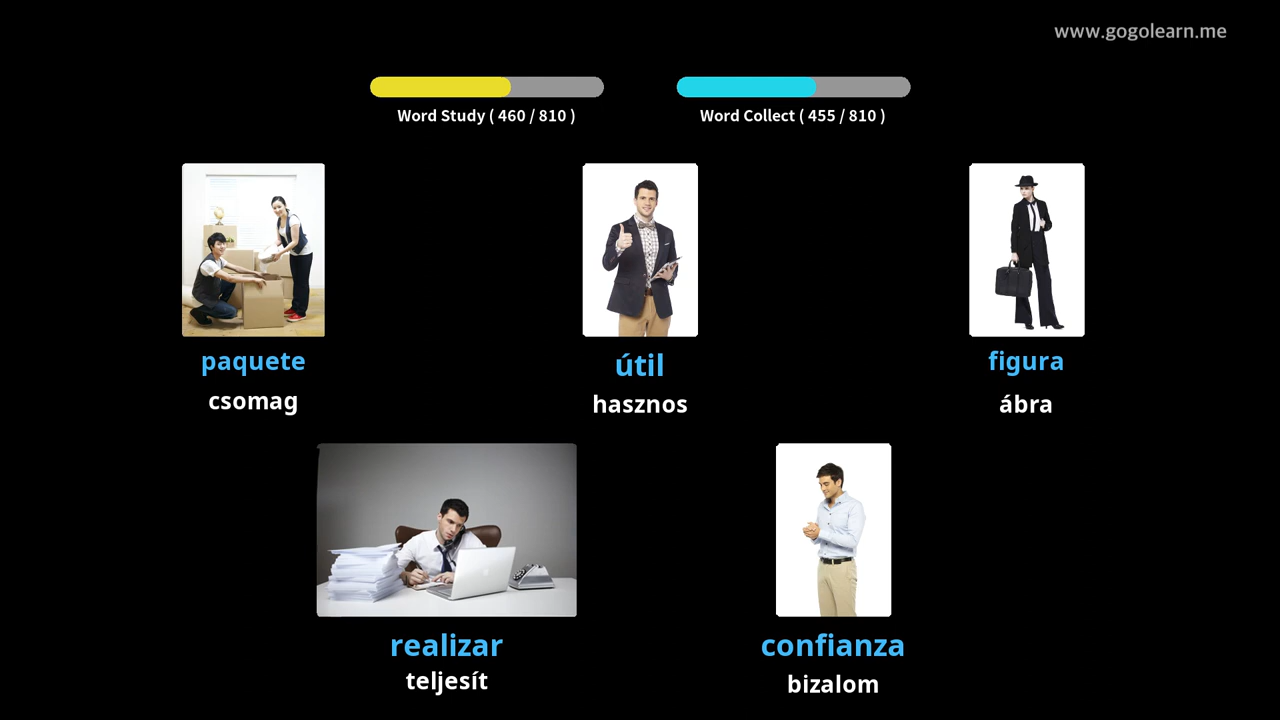 www.gogolearn.me
Word Study ( 460 / 810 )
Word Collect ( 455 / 810 )
paquete
csomag
útil
hasznos
figura
ábra
realizar
teljesít
confianza
bizalom